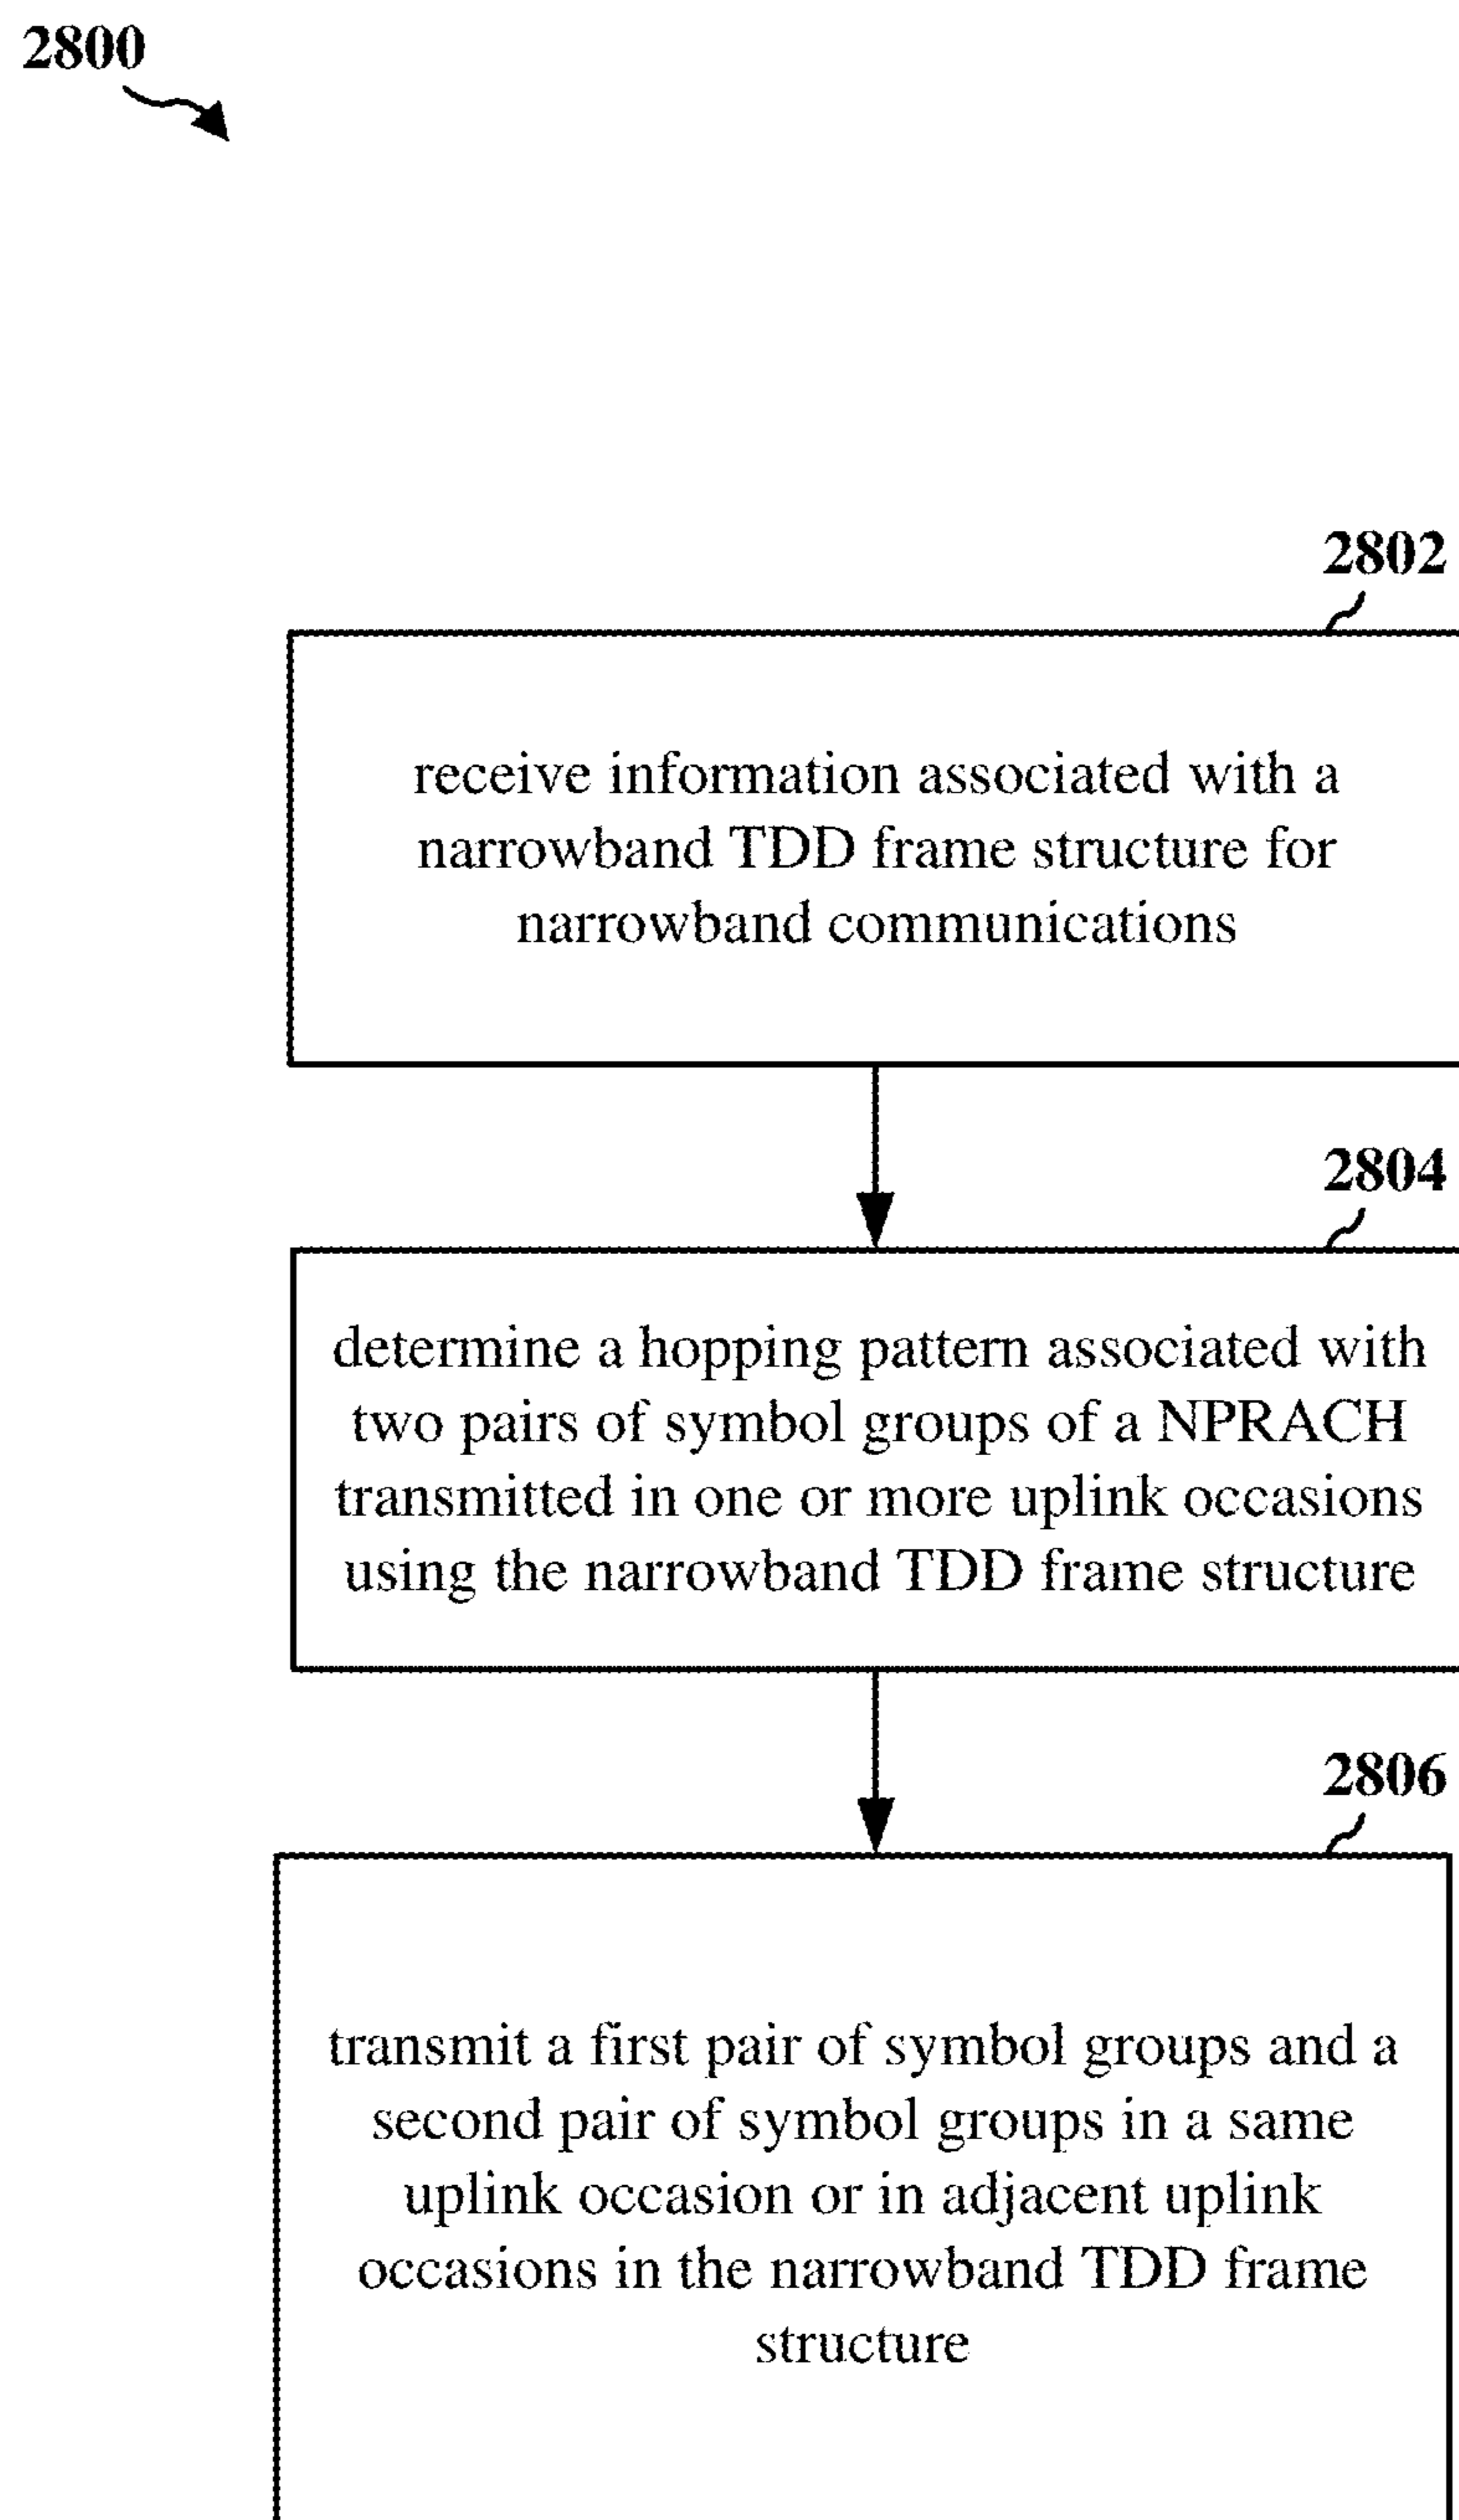 2800
2802
receive information associated with a
narrowband TDD frame structure for
narrowband communications
2804
determine a hopping pattern associated with
two pairs of symbol groups of a NPRACH
transmitted in one or more uplink occasions
using the narrowband TDD frame structure
2806
transmit a first pair of symbol groups and a
second pair of symbol groups in a same
uplink occasion or in adjacent uplink
occasions in the narrowband TDD frame
structure